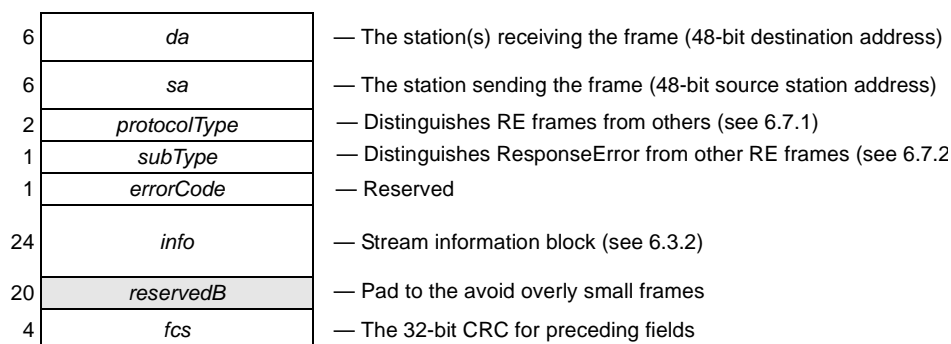 6 da — The station(s) receiving the frame (48-bit destination address)
6 sa — The station sending the frame (48-bit source station address)
2 protocolType — Distinguishes RE frames from others (see 6.7.1)
1 subType — Distinguishes ResponseError from other RE frames (see 6.7.2
1 errorCode — Reserved
24 info — Stream information block (see 6.3.2)
20 reservedB — Pad to the avoid overly small frames
4 fcs — The 32-bit CRC for preceding fields